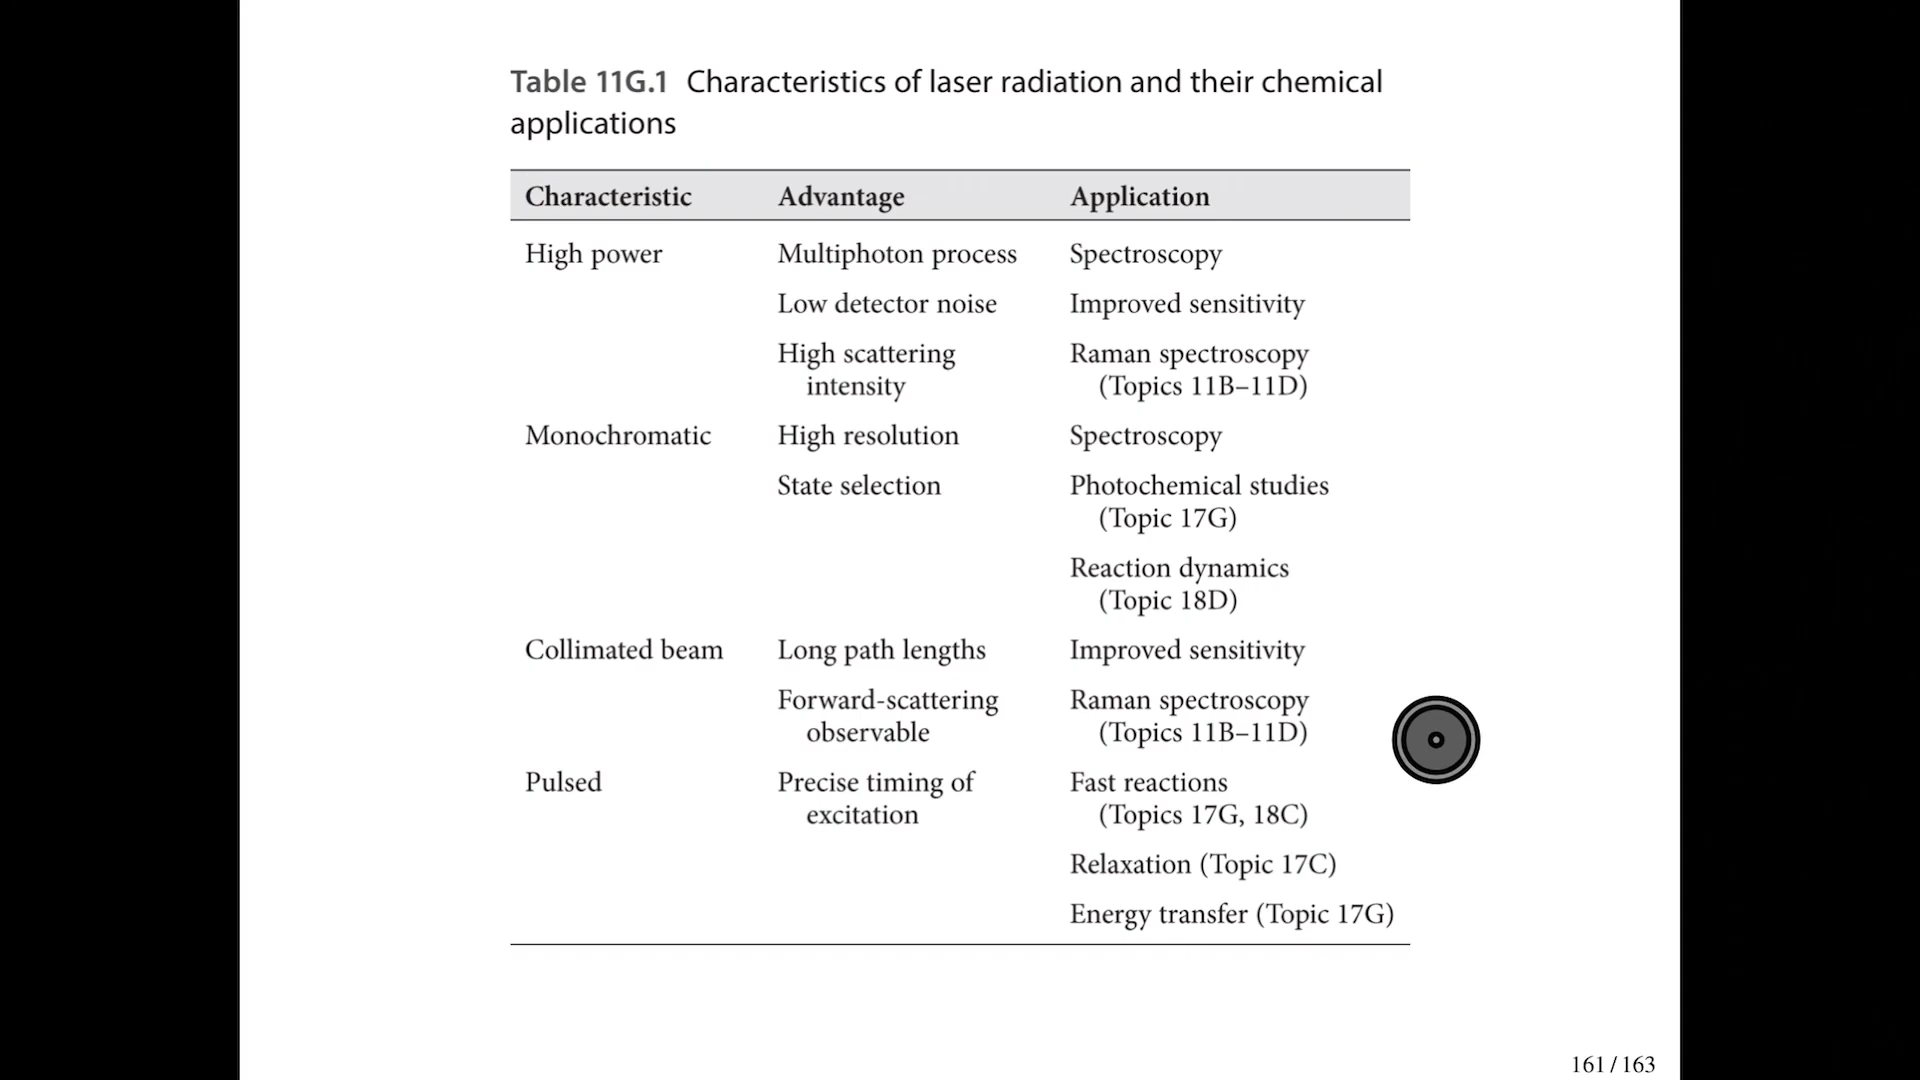 Table 11G.1 Characteristics of laser radiation and their chemical
applications
Characteristic Advantage Application
High power Multiphoton process Spectroscopy
Low detector noise Improved sensitivity
High scattering Raman spectroscopy
intensity (Topics 11B–11D)
Monochromatic High resolution Spectroscopy
State selection Photochemical studies
(Topic 17G)
Reaction dynamics
(Topic 18D)
Collimated beam Long path lengths Improved sensitivity
Forward-scattering Raman spectroscopy
observable (Topics 11B–11D)
Pulsed Precise timing of Fast reactions
excitation (Topics 17G, 18C)
Relaxation (Topic 17C)
Energy transfer (Topic 17G)
161 / 163